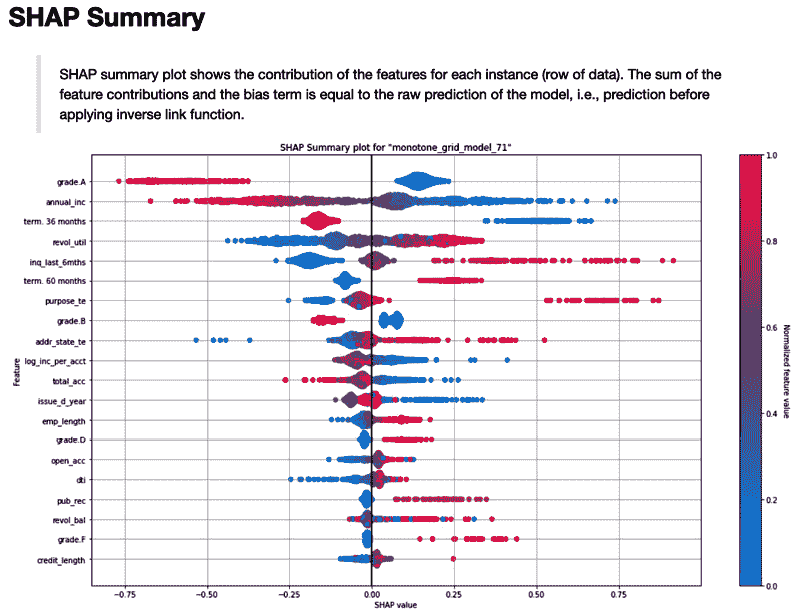 SHAP Summary
SHAP summary plot shows the contribution of the features for each instance (row of data). The sum of the
feature contributions and the bias term is equal to the raw prediction of the model, i.e., prediction before
applying inverse link function.
SHAP Summary plot for "monotone_grid_model_71"
Feature
grade.A
annual_inc
term. 36 months
revol_util
inq_last_6mths
term. 60 months
purpose_te
grade.B
addr_state_te
log_inc_per_acct
total_acc
issue_d_year
emp_length
grade.D
open_acc
dti
pub_rec
revol_bal
grade.F
credit_length
−0.75 −0.50 −0.25 0.00 0.25 0.50 0.75
SHAP value
1.0
0.8
0.6
0.4
0.2
0.0
Normalized feature value